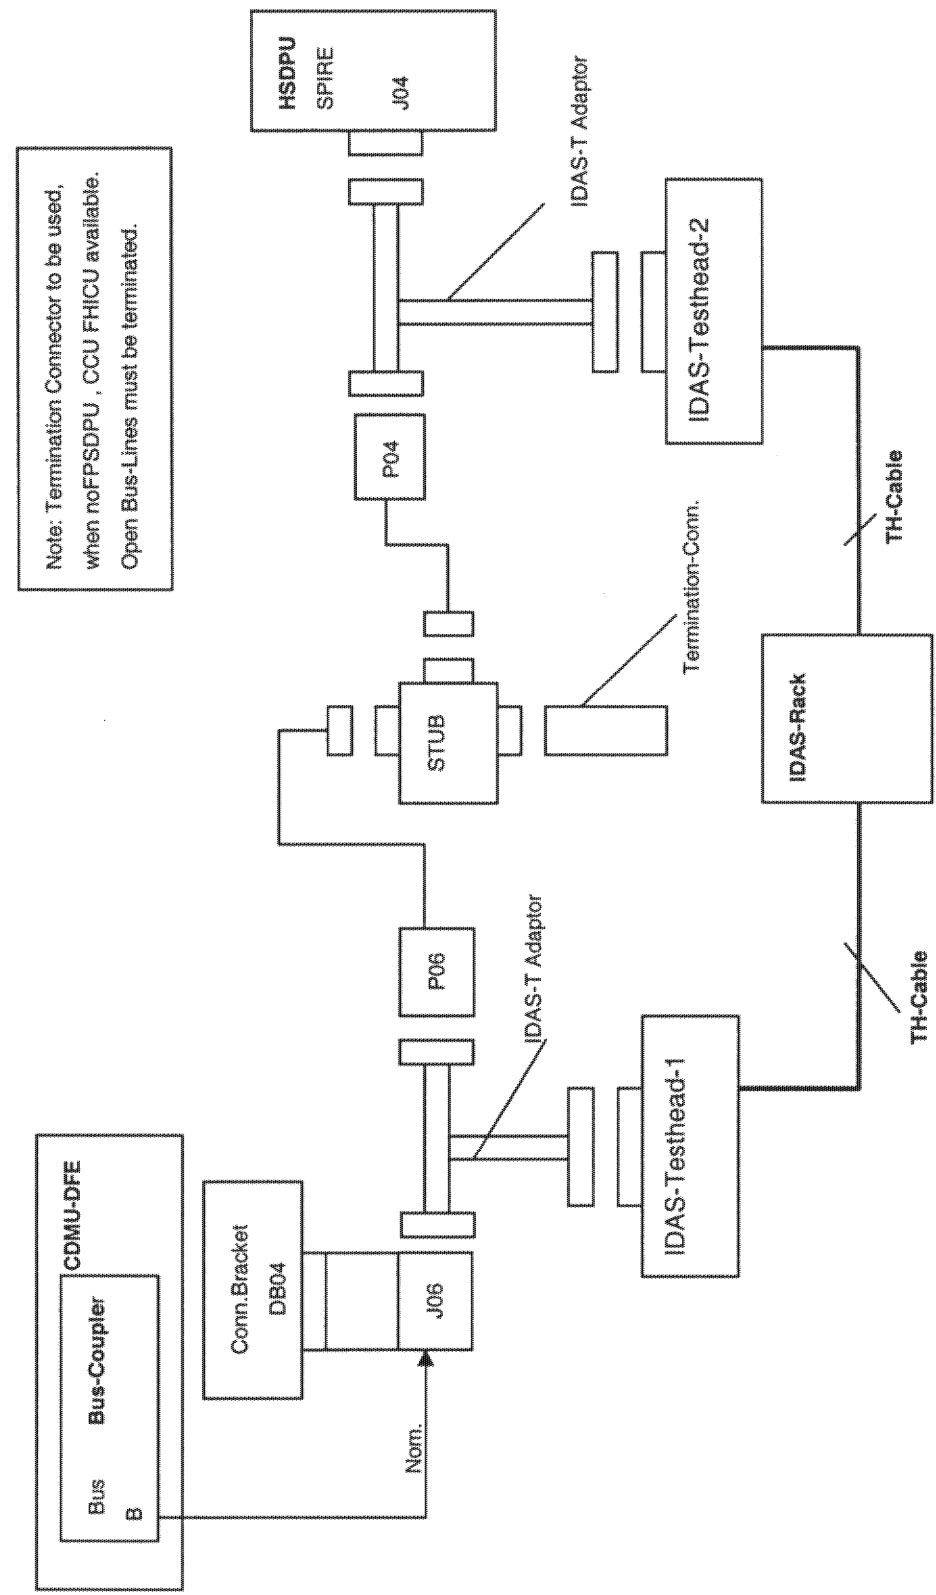 Note: Termination Connector to be used,
when noFPSDPU , CCU FHICU available.
Open Bus-Lines must be terminated.
CDMU-DFE
Bus Bus-Coupler
B
Conn.Bracket
DB04
J06
Nom.
P06
IDAS-T Adaptor
STUB
Termination-Conn.
P04
HSDPU
SPIRE
J04
IDAS-T Adaptor
IDAS-Testhead-1
IDAS-Testhead-2
TH-Cable
IDAS-Rack
TH-Cable